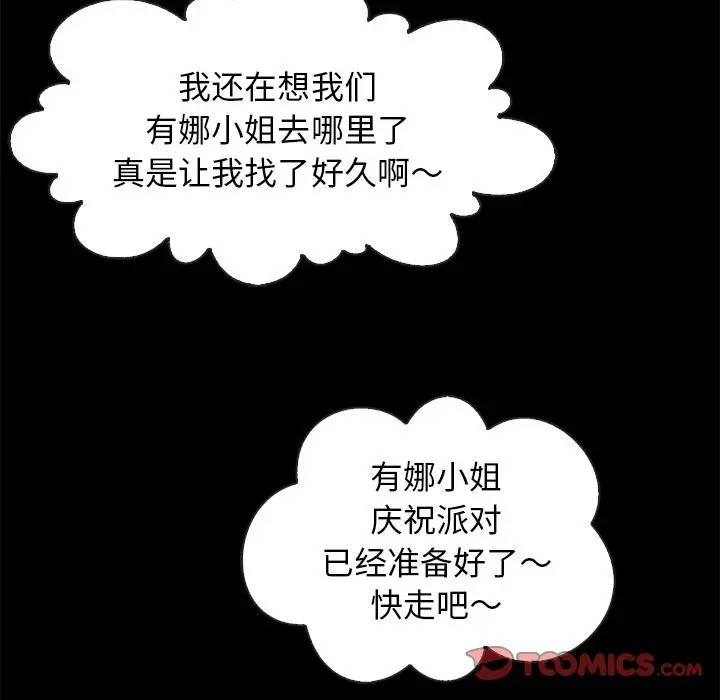 我还在想我们
有娜小姐去哪里了
真是让我找了好久啊～
有娜小姐
庆祝派对
已经准备好了～
快走吧～
TOOMICS.COM